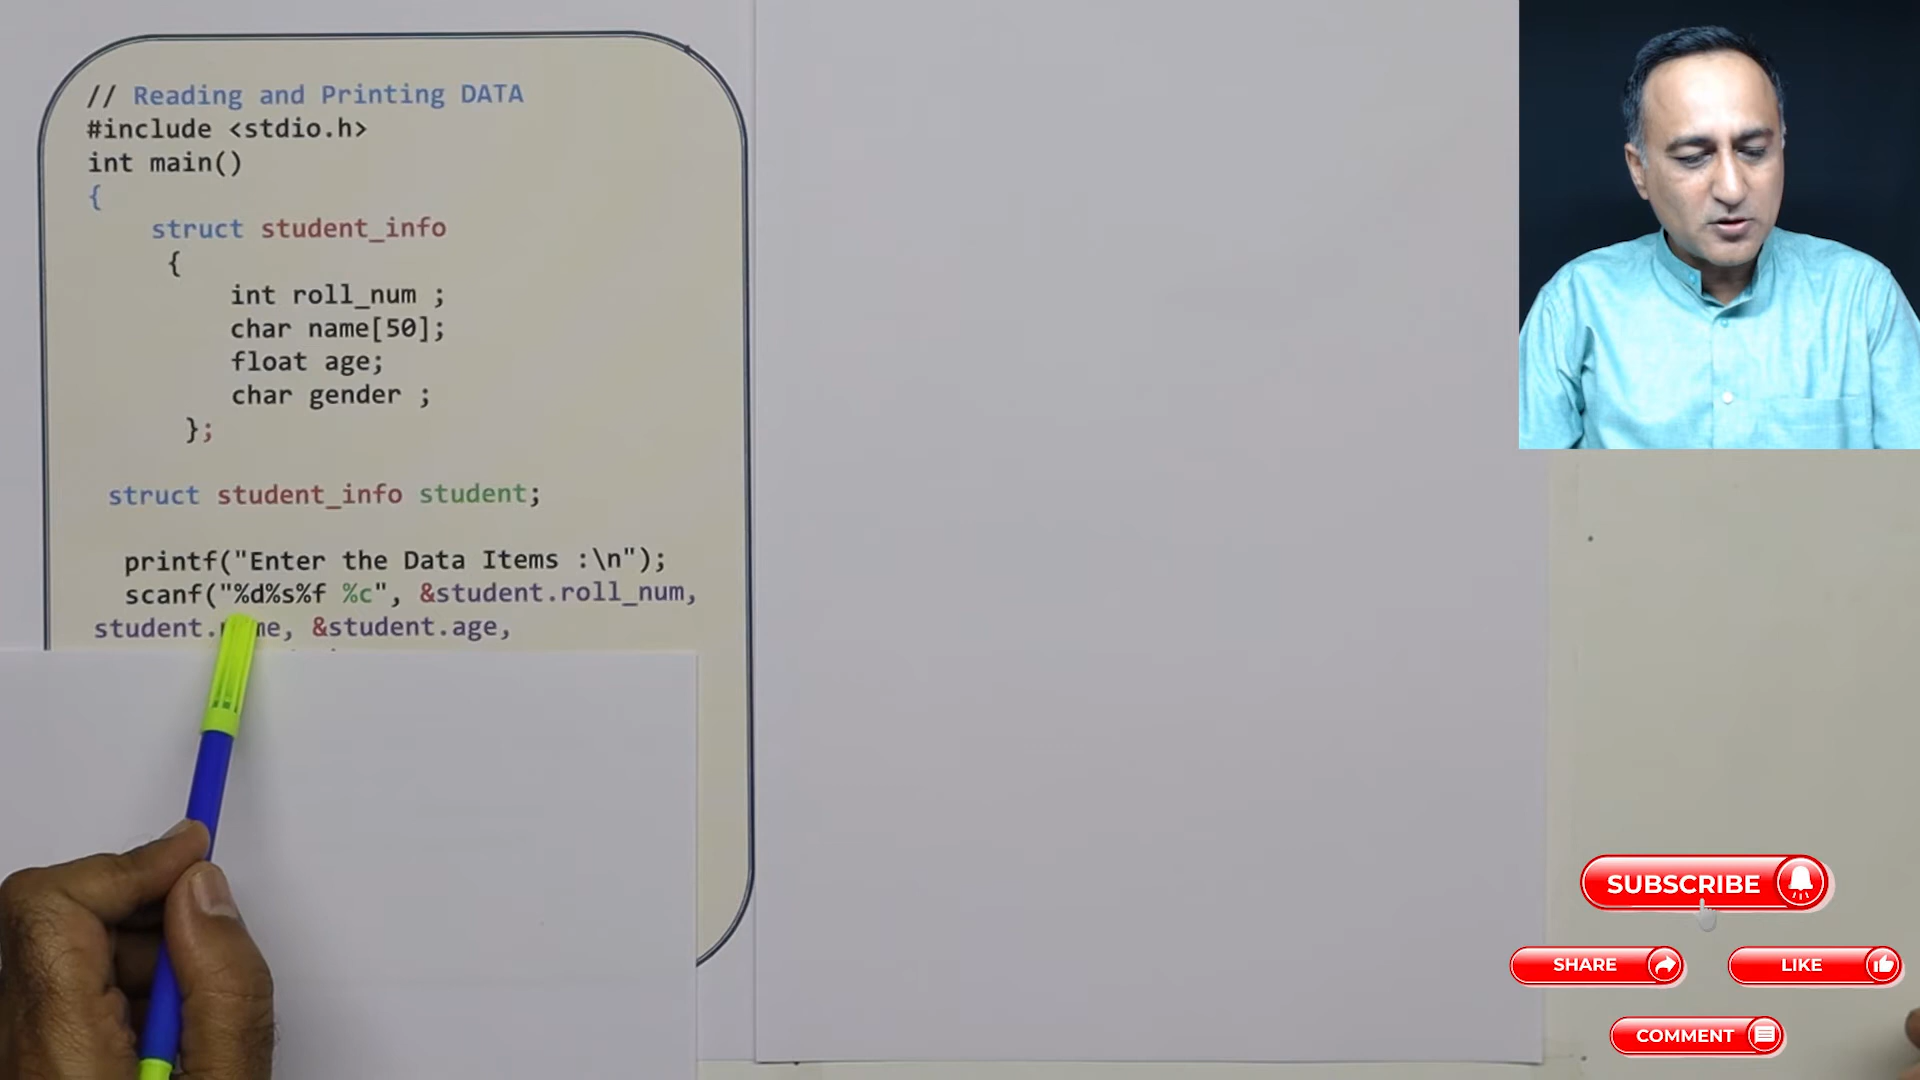 // Reading and Printing DATA
#include <stdio.h>
int main()
{
struct student_info
{
int roll_num ;
char name[50];
float age;
char gender ;
};
struct student_info student;
printf("Enter the Data Items :\n");
scanf("%d%s%f %c", &student.roll_num,
student. me, &student.age,
SUBSCRIBE
SHARE
LIKE
COMMENT